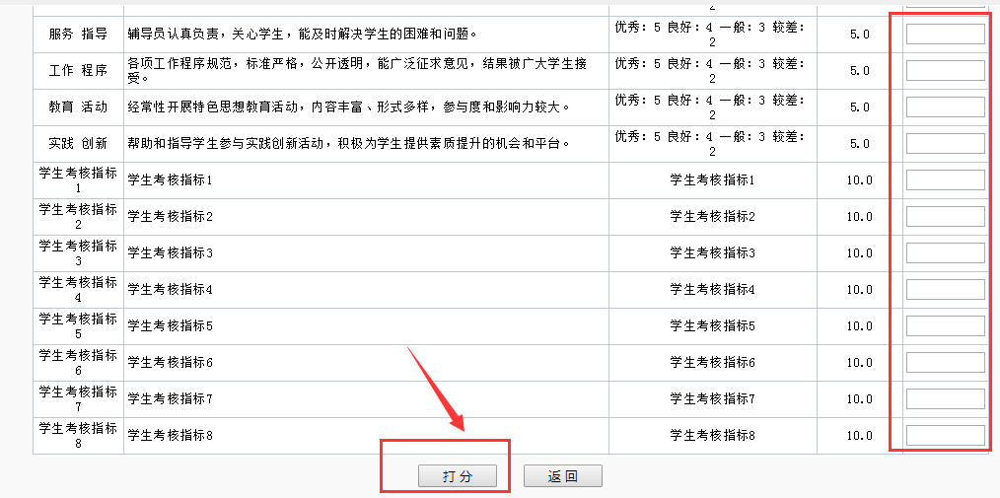 2
服务 指导 辅导员认真负责，关心学生，能及时解决学生的困难和问题。 优秀：5 良好：4 一般：3 较差：
2 5.0
工作 程序 各项工作程序规范，标准严格，公开透明，能广泛征求意见，结果被广大学生接
受。 优秀：5 良好：4 一般：3 较差：
2 5.0
教育 活动 经常性开展特色思想教育活动，内容丰富、形式多样，参与度和影响力较大。 优秀：5 良好：4 一般：3 较差：
2 5.0
实践 创新 帮助和指导学生参与实践创新活动，积极为学生提供素质提升的机会和平台。 优秀：5 良好：4 一般：3 较差：
2 5.0
学生考核指标
1 学生考核指标1 学生考核指标1 10.0
学生考核指标
2 学生考核指标2 学生考核指标2 10.0
学生考核指标
3 学生考核指标3 学生考核指标3 10.0
学生考核指标
4 学生考核指标4 学生考核指标4 10.0
学生考核指标
5 学生考核指标5 学生考核指标5 10.0
学生考核指标
6 学生考核指标6 学生考核指标6 10.0
学生考核指标
7 学生考核指标7 学生考核指标7 10.0
学生考核指标
8 学生考核指标8 学生考核指标8 10.0
打 分 返 回